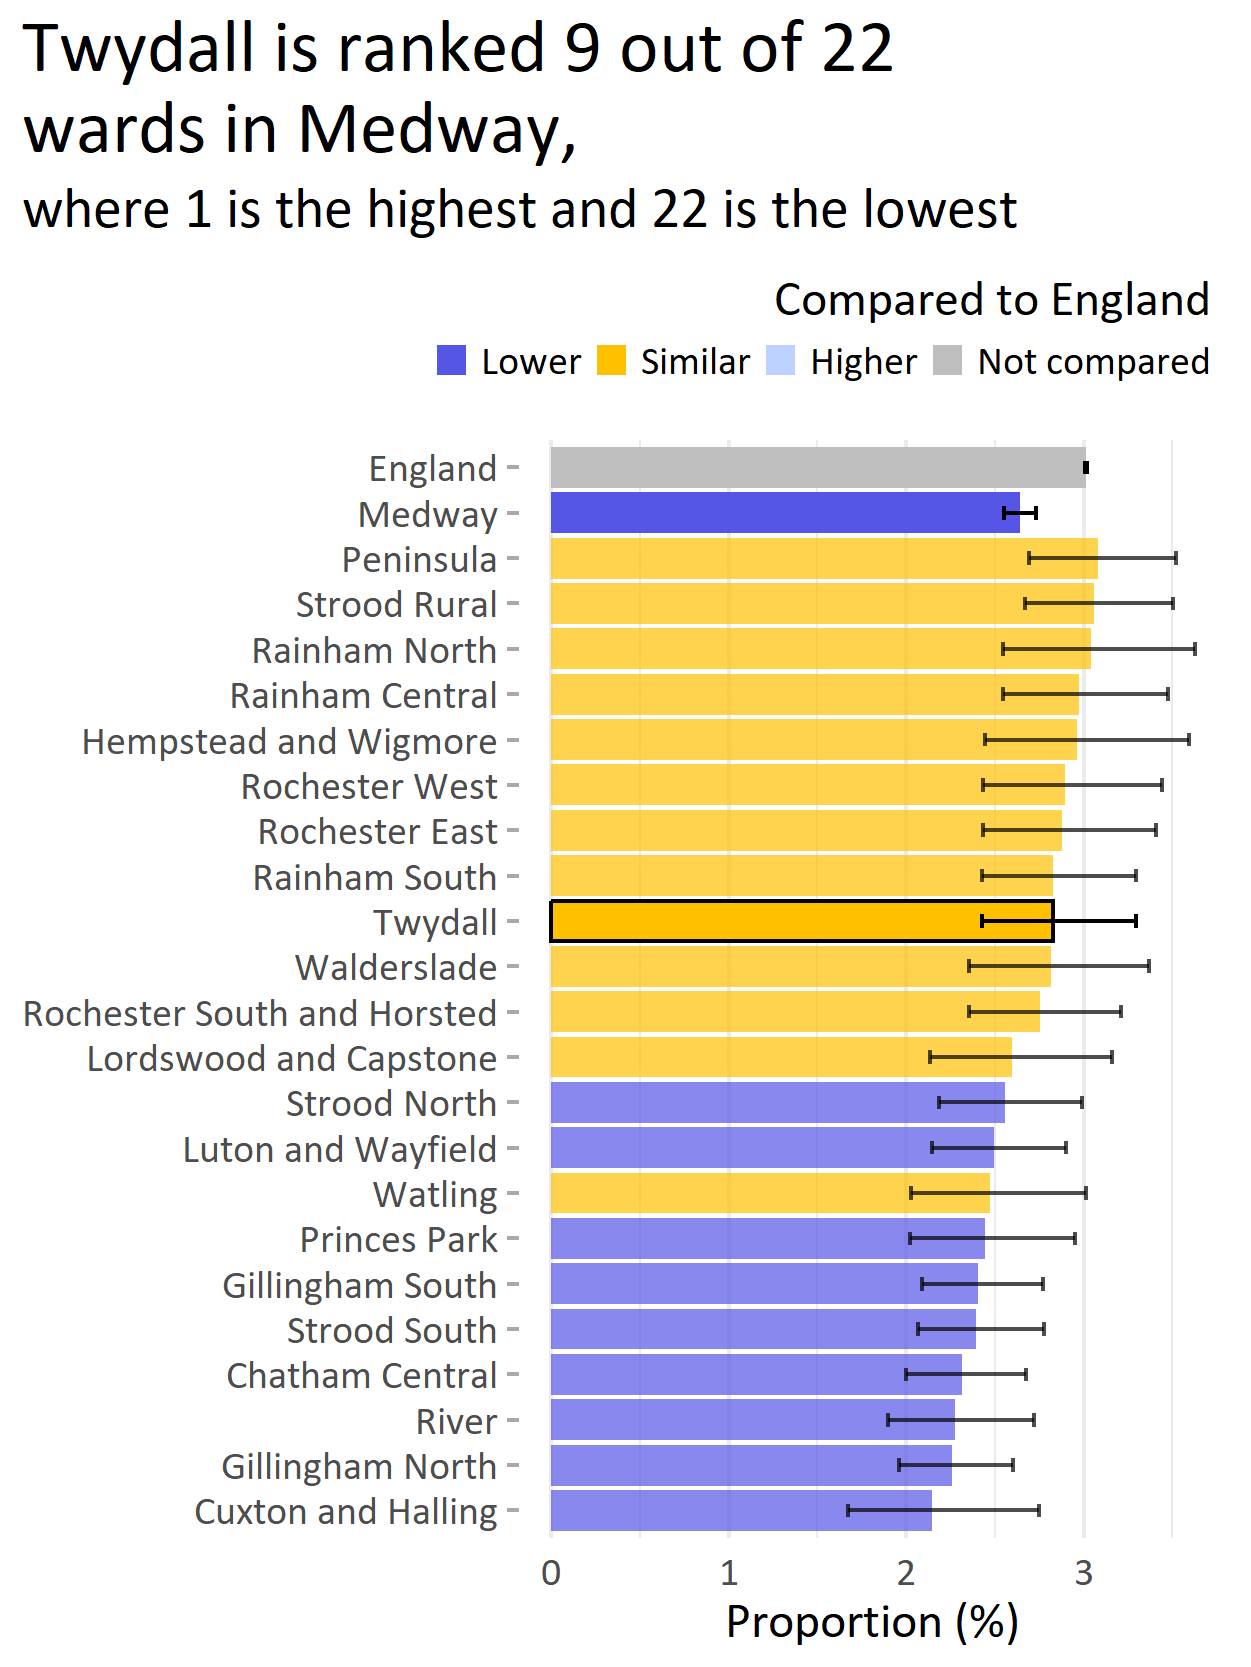 Twydall is ranked 9 out of 22
wards in Medway,
where 1 is the highest and 22 is the lowest
Compared to England
Lower Similar Higher Not compared
England
Medway
Peninsula
Strood Rural
Rainham North
Rainham Central
Hempstead and Wigmore
Rochester West
Rochester East
Rainham South
Twydall
Walderslade
Rochester South and Horsted
Lordswood and Capstone
Strood North
Luton and Wayfield
Watling
Princes Park
Gillingham South
Strood South
Chatham Central
River
Gillingham North
Cuxton and Halling
0 1 2 3
Proportion (%)